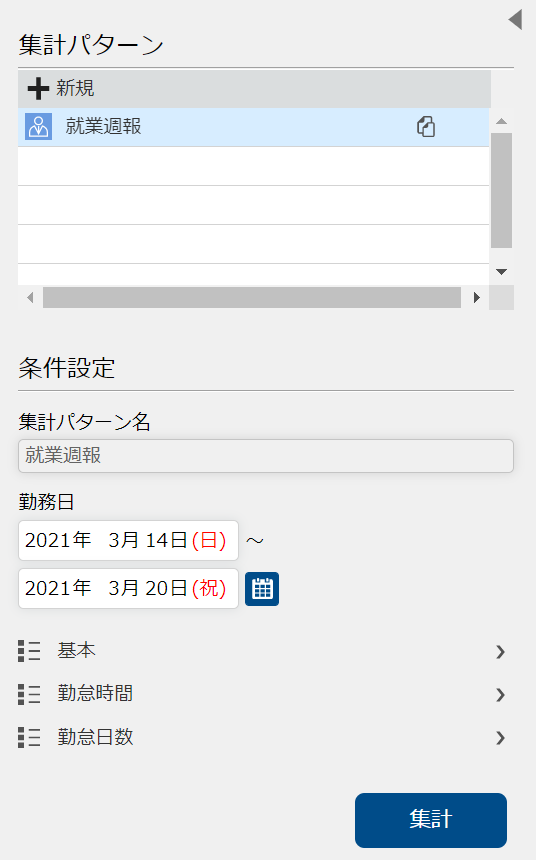 集計パターン
新規
就業週報
条件設定
集計パターン名
就業週報
勤務日
2021年 3月 14日(日) ～
2021年 3月 20日(祝)
基本
勤怠時間
勤怠日数
集計